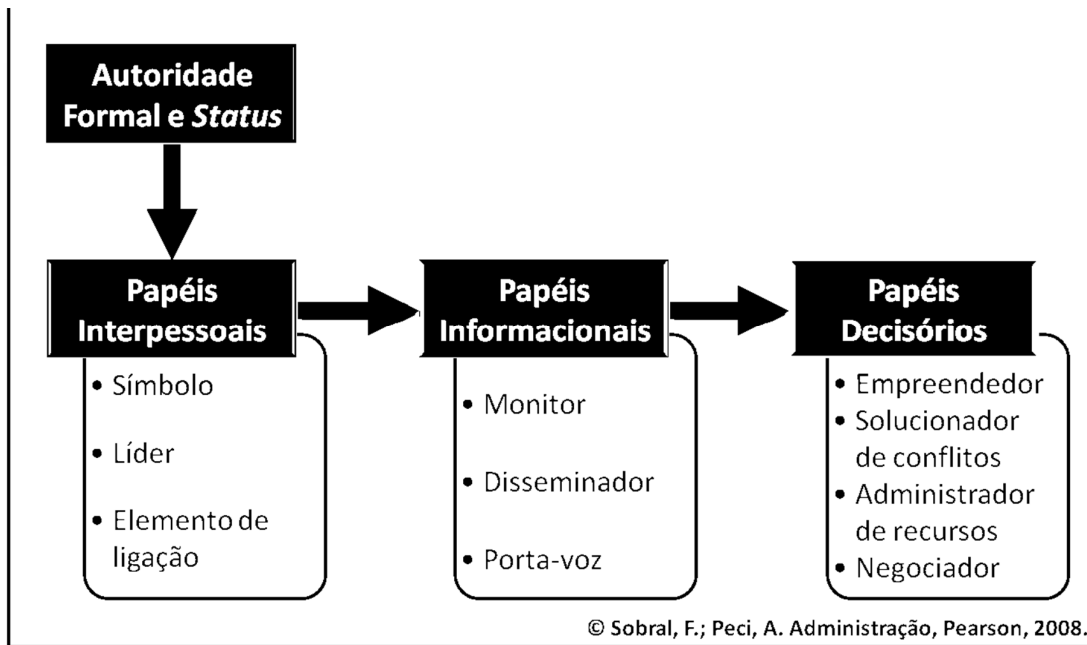 Autoridade
Formal e Status
Papéis
Interpessoais
• Símbolo
• Líder
• Elemento de
ligação
Papéis
Informacionais
• Monitor
• Disseminador
• Porta-voz
Papéis
Decisórios
• Empreendedor
• Solucionador
de conflitos
• Administrador
de recursos
• Negociador
© Sobral, F.; Peci, A. Administração, Pearson, 2008.